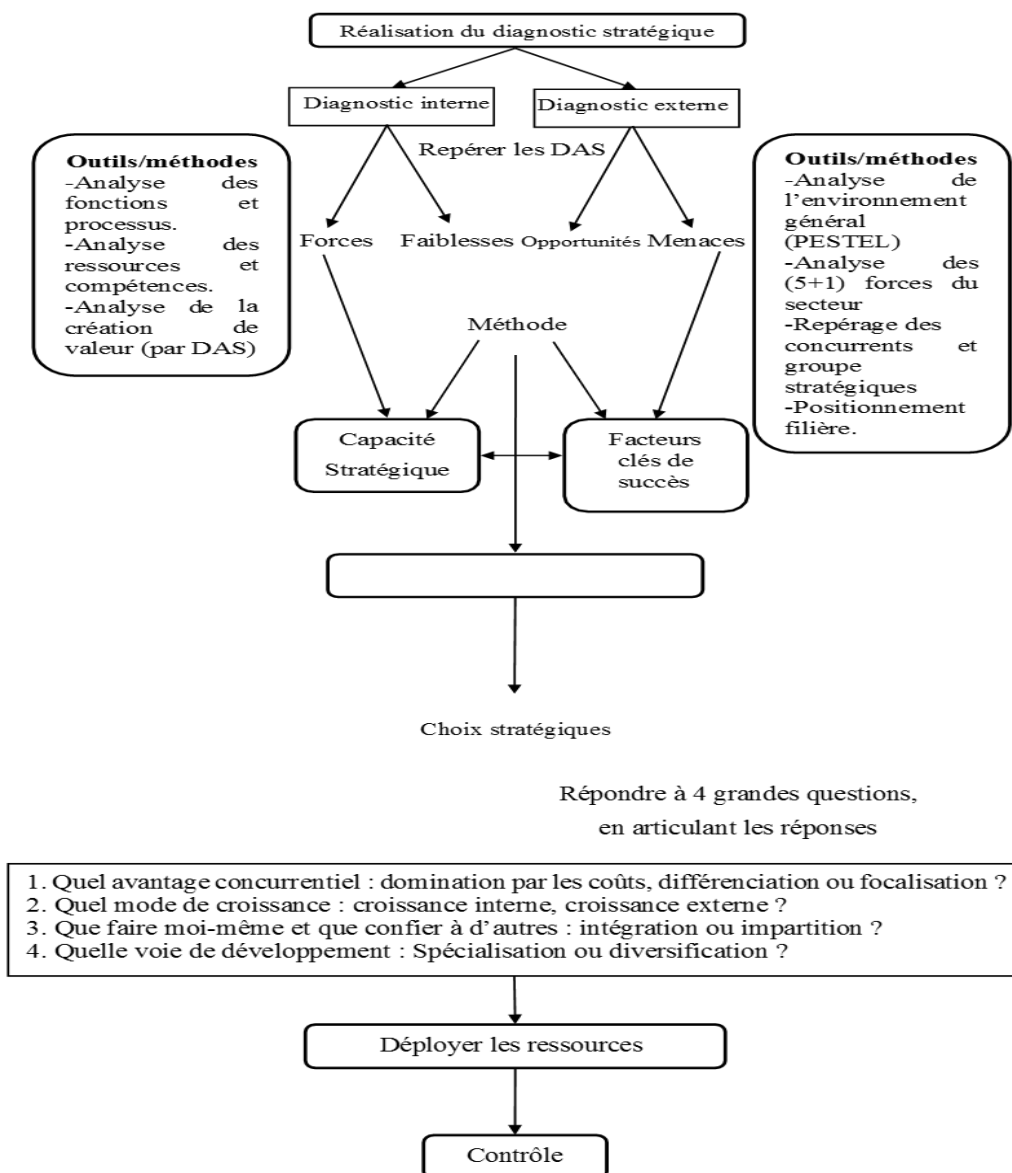 Réalisation du diagnostic stratégique
Diagnostic interne
Diagnostic externe
Repérer les DAS
Outils/méthodes
-Analyse des
fonctions et
processus.
-Analyse des
ressources et
compétences.
-Analyse de la
création de
valeur (par DAS)
Outils/méthodes
-Analyse de
l’environnement
général
(PESTEL)
-Analyse des
(5+1) forces du
secteur
-Repérage des
concurrents et
groupe
stratégiques
-Positionnement
filière.
Forces
Faiblesses
Opportunités
Menaces
Méthode
Capacité
Stratégique
Facteurs
clés de
succès
Choix stratégiques
Répondre à 4 grandes questions,
en articulant les réponses
1. Quel avantage concurrentiel : domination par les coûts, différenciation ou focalisation ?
2. Quel mode de croissance : croissance interne, croissance externe ?
3. Que faire moi-même et que confier à d’autres : intégration ou impartition ?
4. Quelle voie de développement : Spécialisation ou diversification ?
Déployer les ressources
Contrôle